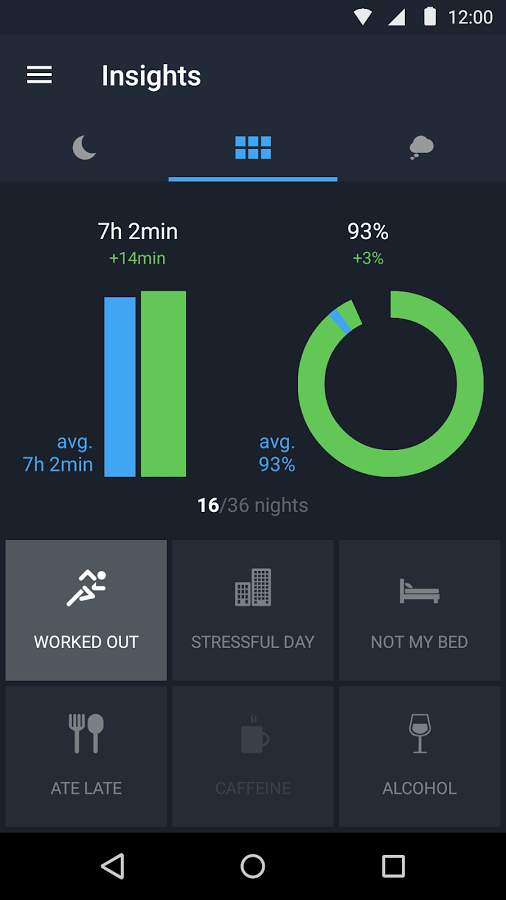 12:00
Insights
7h 2min
+14min
93%
+3%
avg.
7h 2min
avg.
93%
16/36 nights
WORKED OUT
STRESSFUL DAY
NOT MY BED
ATE LATE
CAFFEINE
ALCOHOL